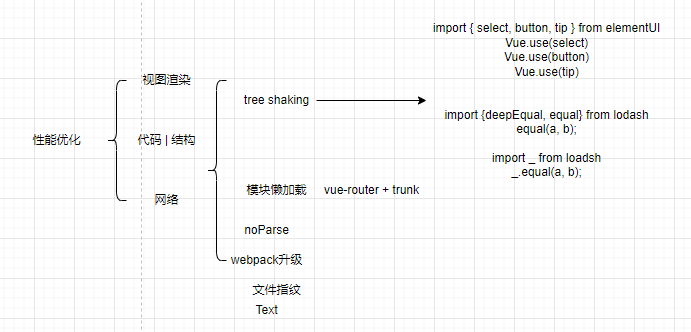 性能优化
视图渲染
代码 | 结构
网络
tree shaking
模块懒加载
vue-router + trunk
noParse
webpack升级
文件指纹
Text
import { select, button, tip } from elementUI
Vue.use(select)
Vue.use(button)
Vue.use(tip)
import {deepEqual, equal} from lodash
equal(a, b);
import _ from loadsh
_.equal(a, b);